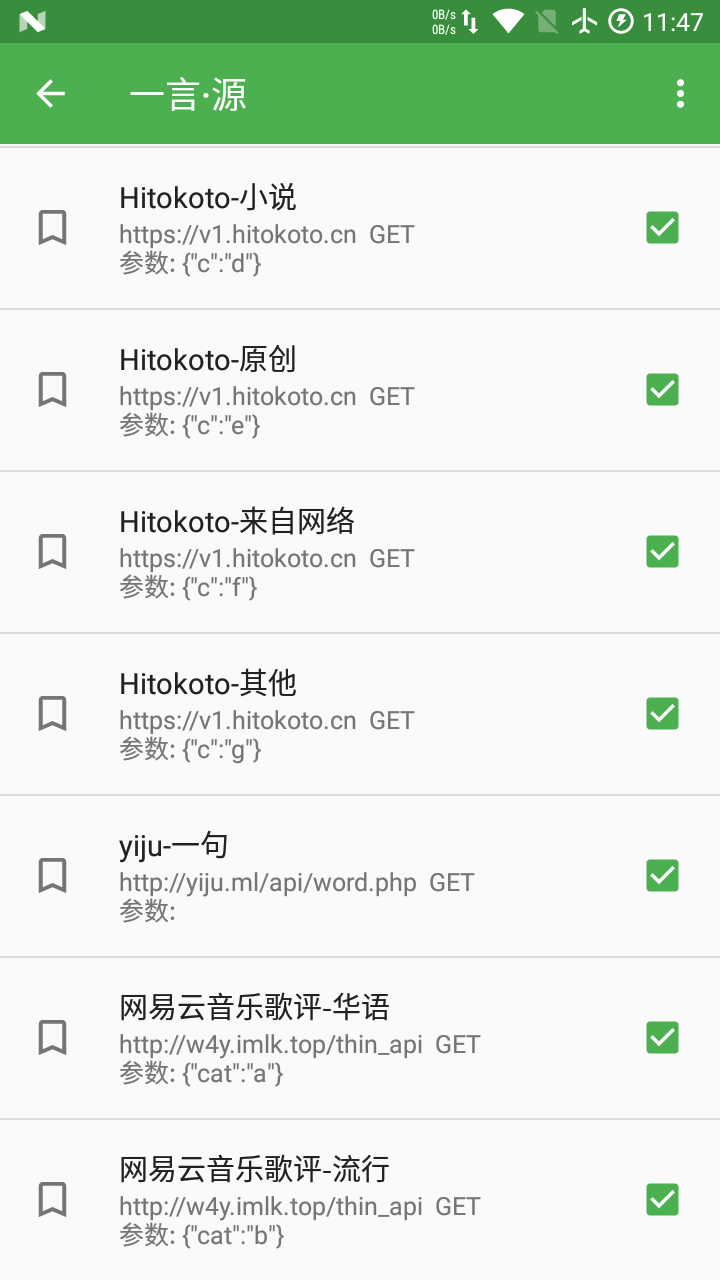 0B/s
0B/s
11:47
一言·源
Hitokoto-小说
https://v1.hitokoto.cn  GET
参数: {"c":"d"}
Hitokoto-原创
https://v1.hitokoto.cn  GET
参数: {"c":"e"}
Hitokoto-来自网络
https://v1.hitokoto.cn  GET
参数: {"c":"f"}
Hitokoto-其他
https://v1.hitokoto.cn  GET
参数: {"c":"g"}
yiju-一句
http://yiju.ml/api/word.php  GET
参数:
网易云音乐歌评-华语
http://w4y.imlk.top/thin_api  GET
参数: {"cat":"a"}
网易云音乐歌评-流行
http://w4y.imlk.top/thin_api  GET
参数: {"cat":"b"}